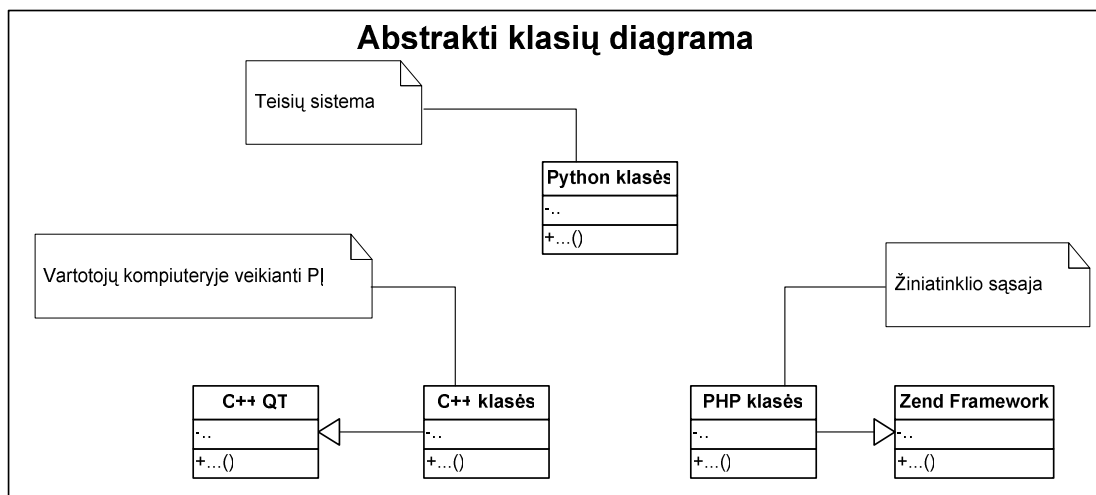 Abstrakti klasių diagrama
Teisių sistema
Python klasės
-..
+...()
Vartotojų kompiuteryje veikianti PĮ
Žiniatinklio sąsaja
C++ QT
-..
+...()
C++ klasės
-..
+...()
PHP klasės
-..
+...()
Zend Framework
-..
+...()